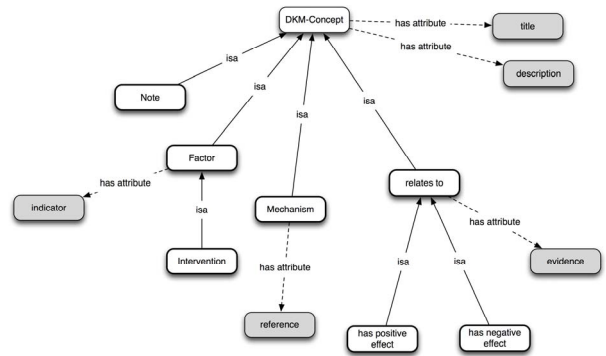 DKM-Concept
has attribute
title
has attribute
description
isa
isa
isa
isa
Note
Factor
has attribute
indicator
isa
Mechanism
relates to
has attribute
Intervention
has attribute
isa
isa
evidence
reference
has positive
effect
has negative
effect